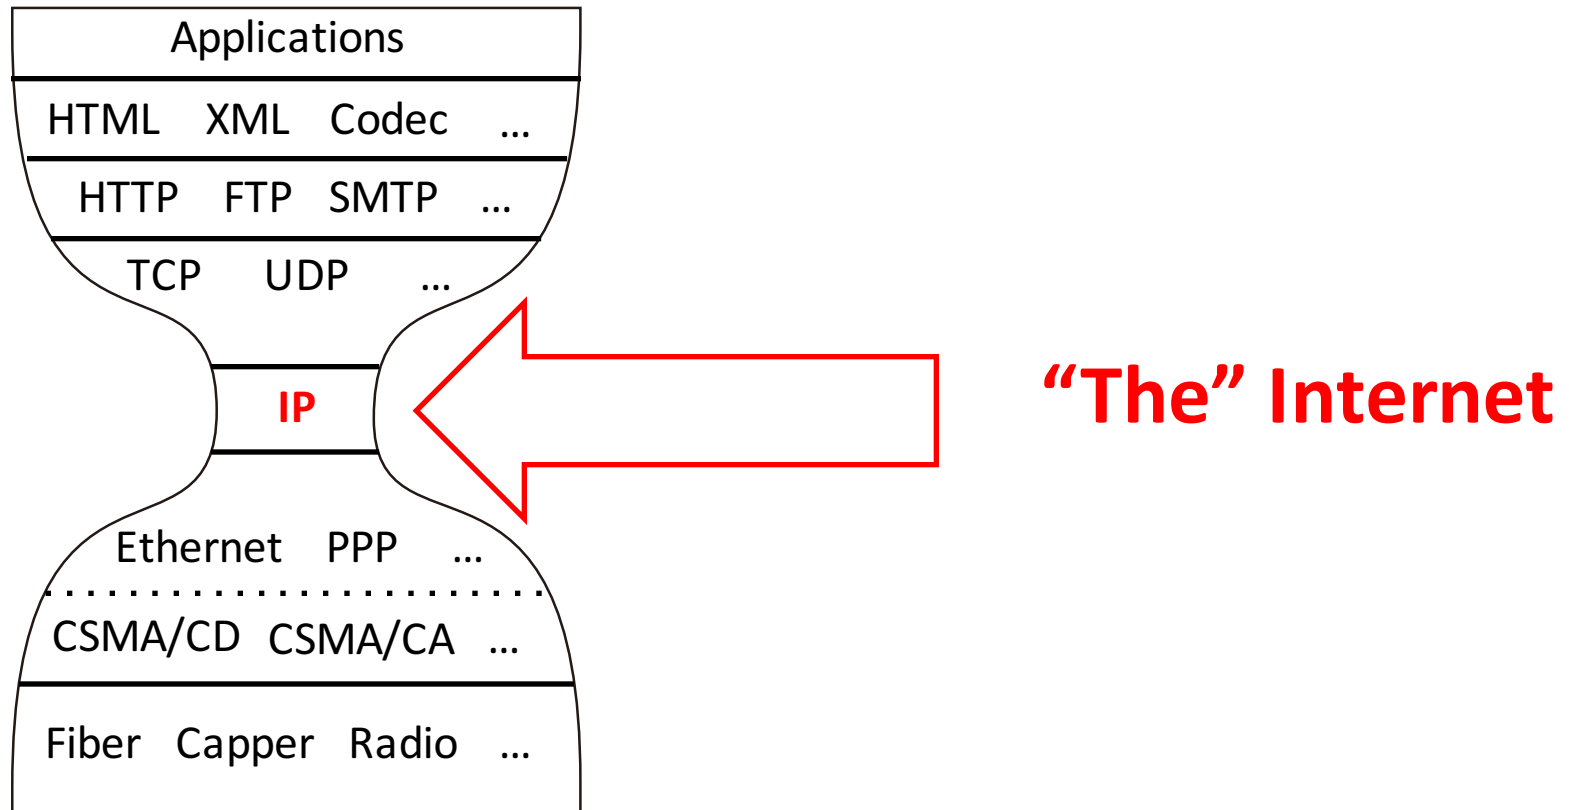 Applications
HTML XML Codec ...
HTTP FTP SMTP ...
TCP UDP ...
IP
“The” Internet
Ethernet PPP ...
CSMA/CD CSMA/CA ...
Fiber Capper Radio ...